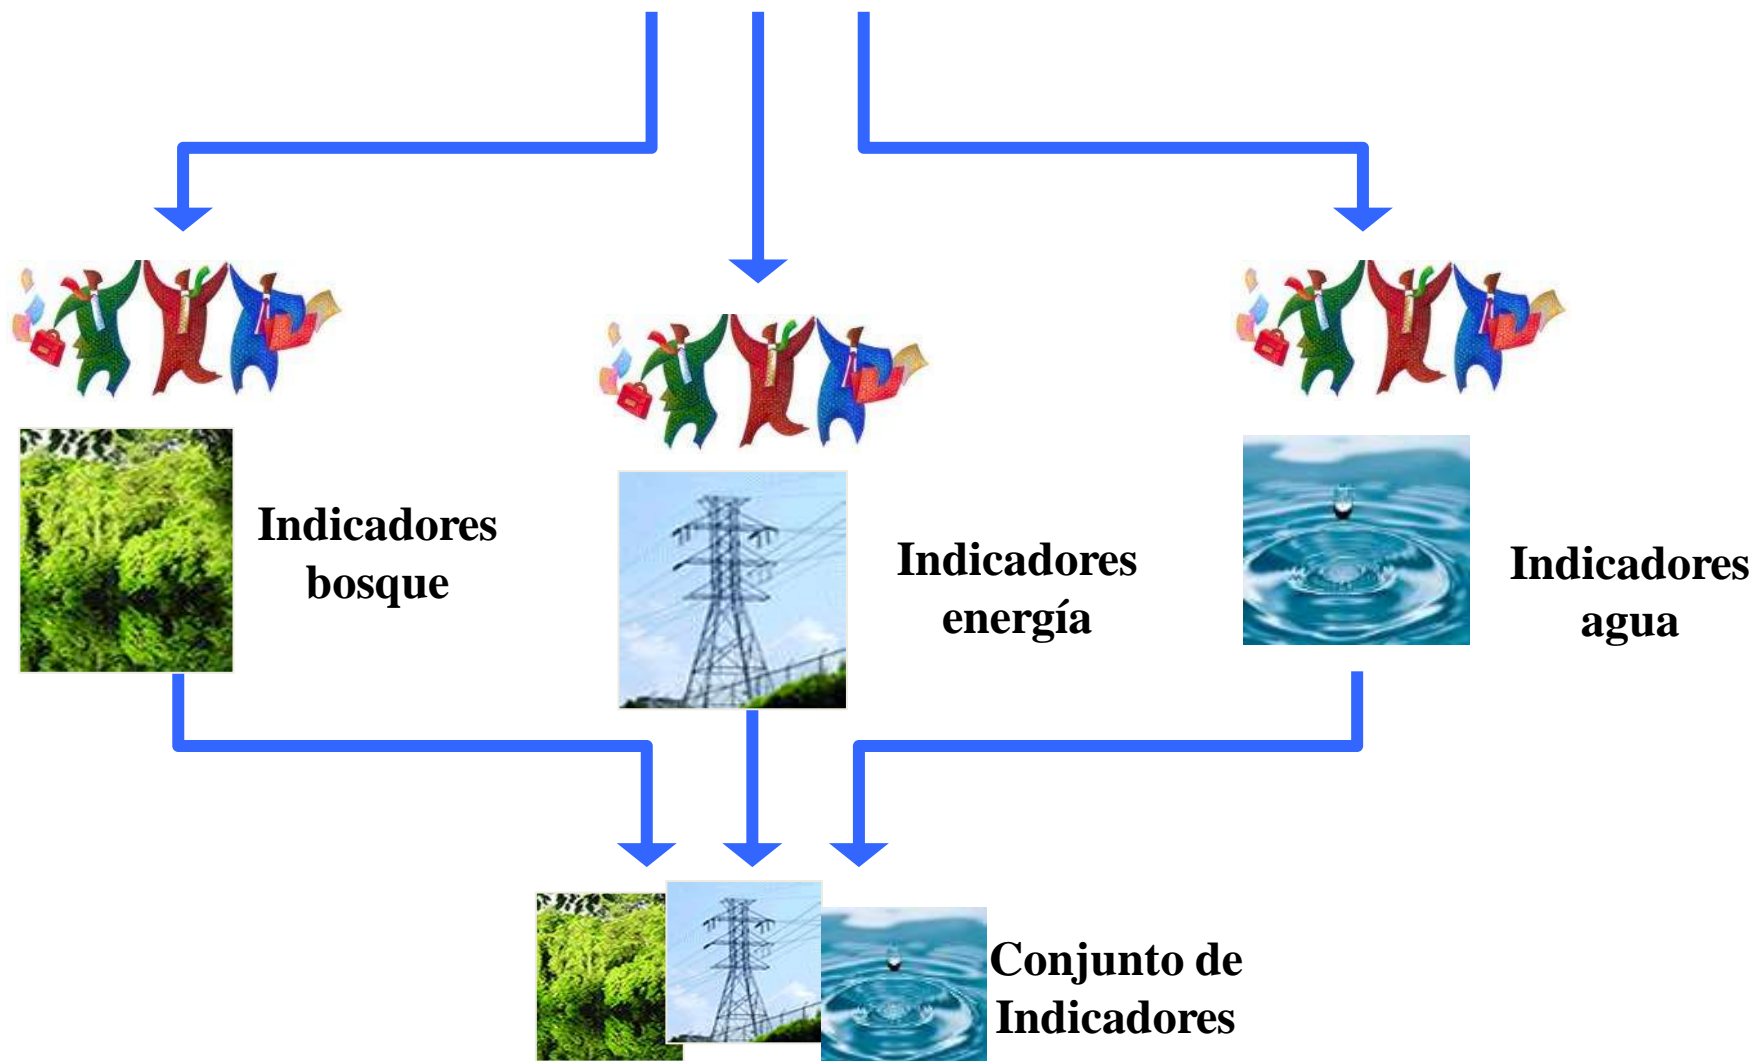 Indicadores
bosque
Indicadores
energía
Indicadores
agua
Conjunto de
Indicadores